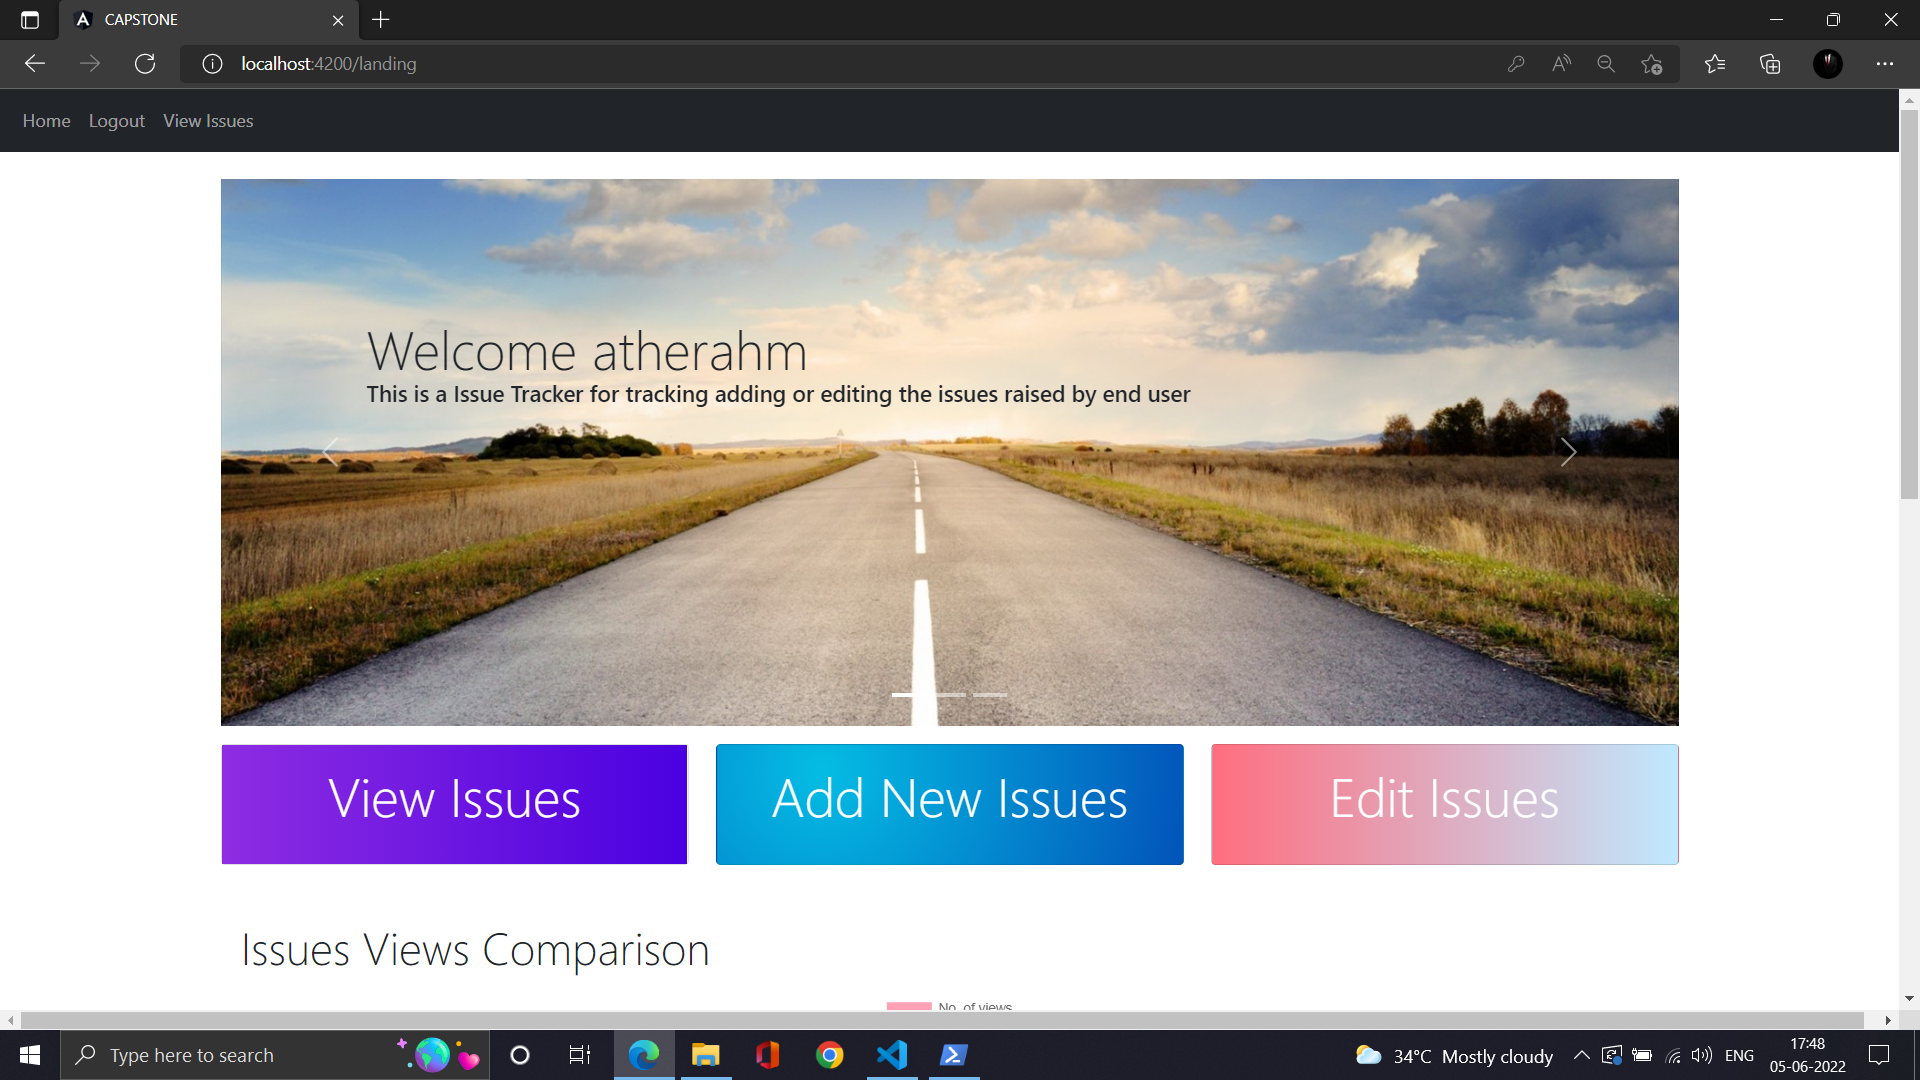 CAPSTONE
localhost:4200/landing
Home Logout View Issues
Welcome atherahm
This is a Issue Tracker for tracking adding or editing the issues raised by end user
View Issues
Add New Issues
Edit Issues
Issues Views Comparison
No. of views
Type here to search
34°C Mostly cloudy
ENG
17:48
05-06-2022